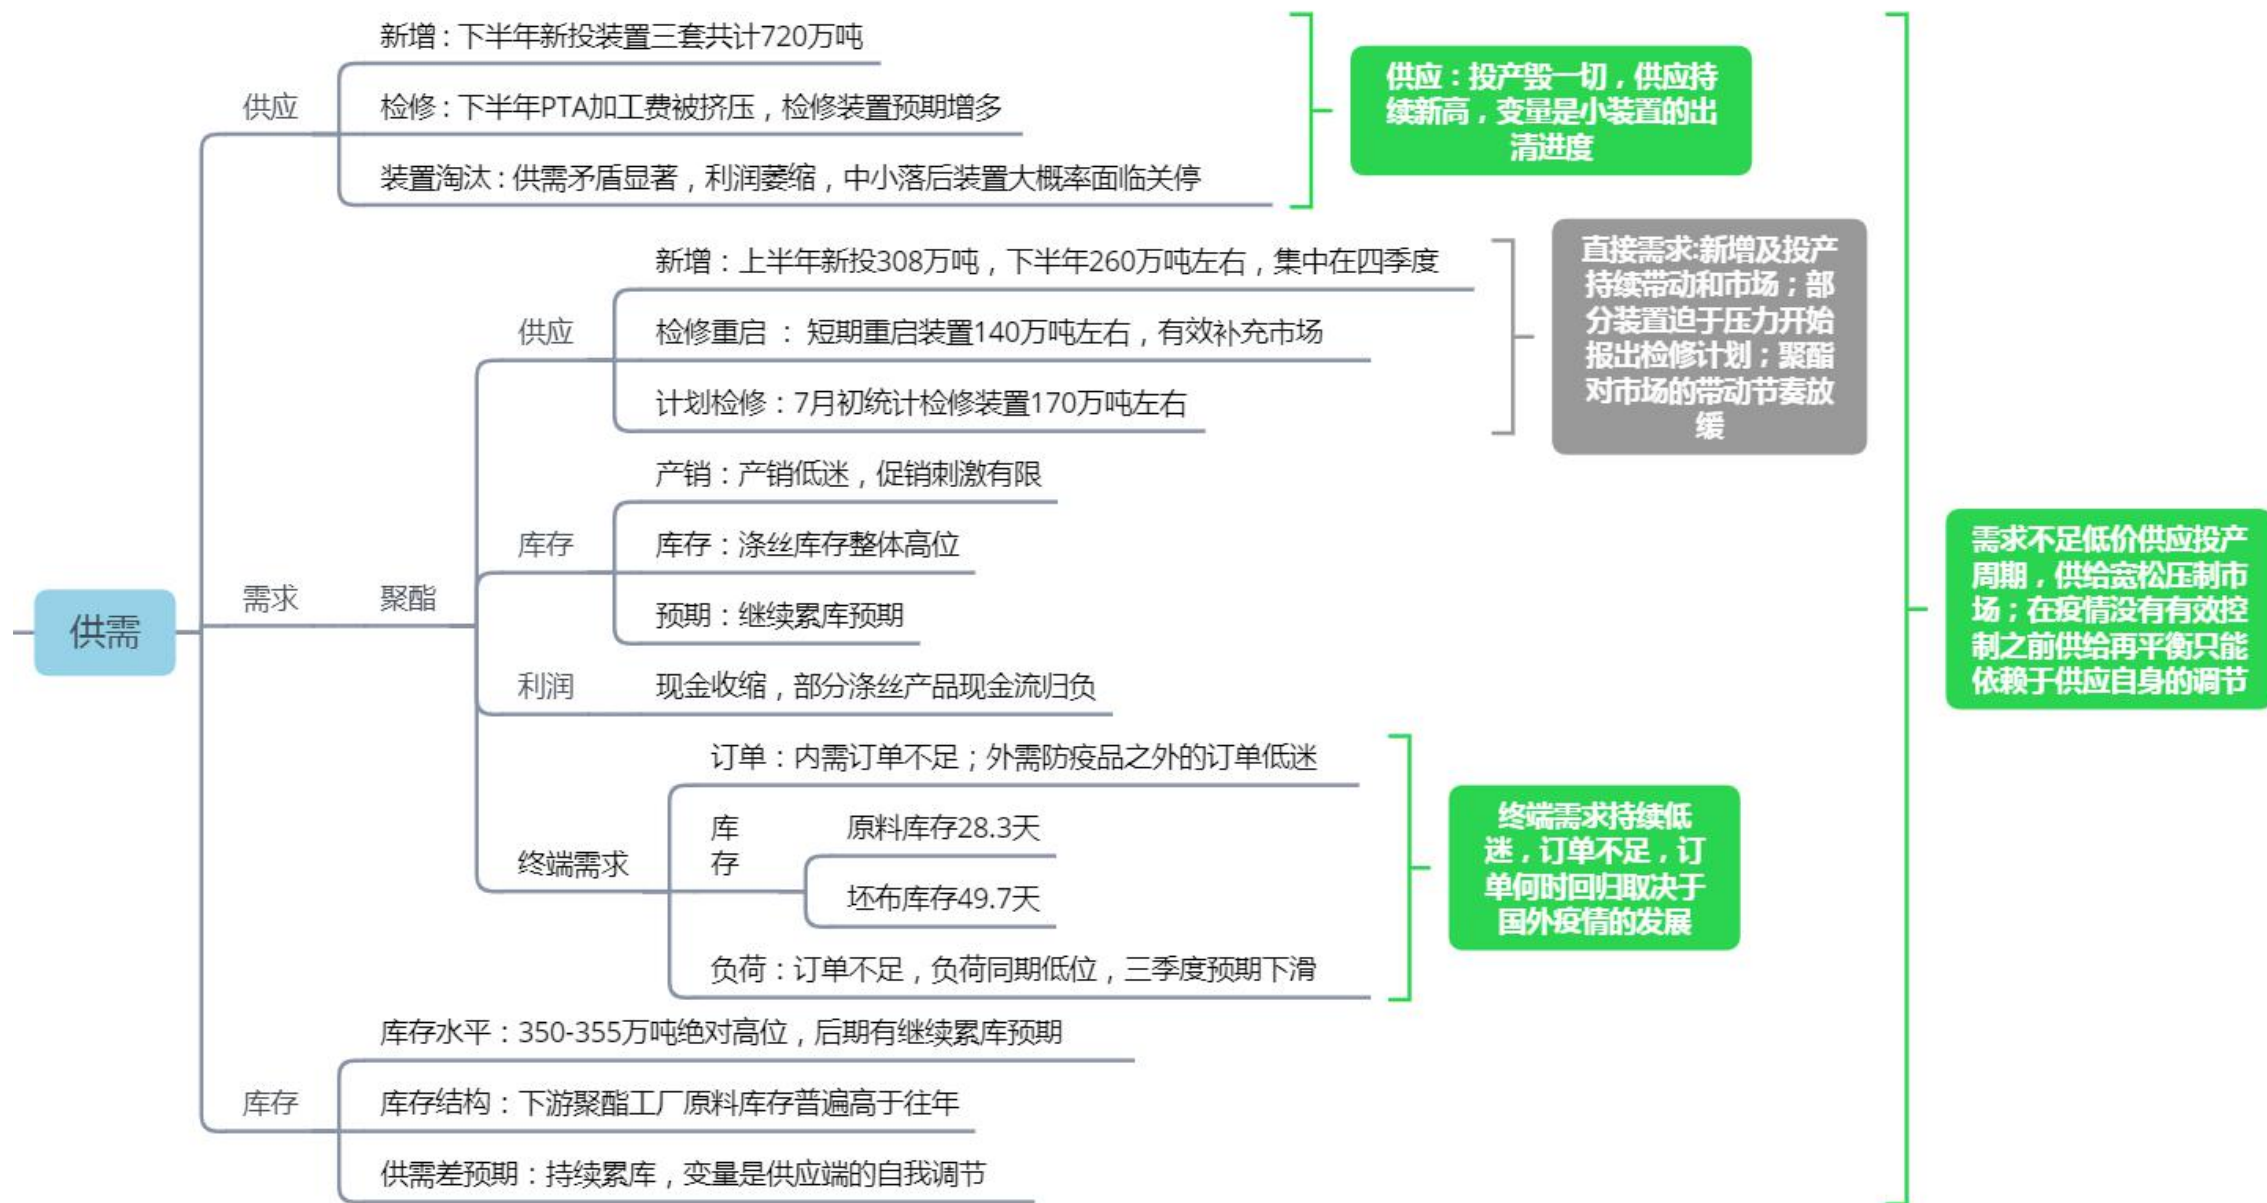 新增：下半年新投装置三套共计720万吨
供应
检修：下半年PTA加工费被挤压，检修装置预期增多
装置淘汰：供需矛盾显著，利润萎缩，中小落后装置大概率面临关停
供应：投产毁一切，供应持
续新高，变量是小装置的出
清进度
新增：上半年新投308万吨，下半年260万吨左右，集中在四季度
供应
检修重启 ： 短期重启装置140万吨左右，有效补充市场
计划检修：7月初统计检修装置170万吨左右
直接需求:新增及投产
持续带动和市场；部
分装置迫于压力开始
报出检修计划；聚酯
对市场的带动节奏放
缓
产销：产销低迷，促销刺激有限
库存
库存：涤丝库存整体高位
预期：继续累库预期
供需
需求
聚酯
利润
现金收缩，部分涤丝产品现金流归负
订单：内需订单不足；外需防疫品之外的订单低迷
终端需求
库
存
原料库存28.3天
坯布库存49.7天
负荷：订单不足，负荷同期低位，三季度预期下滑
终端需求持续低
迷，订单不足，订
单何时回归取决于
国外疫情的发展
库存水平：350-355万吨绝对高位，后期有继续累库预期
库存
库存结构：下游聚酯工厂原料库存普遍高于往年
供需差预期：持续累库，变量是供应端的自我调节
需求不足低价供应投产
周期，供给宽松压制市
场；在疫情没有有效控
制之前供给再平衡只能
依赖于供应自身的调节